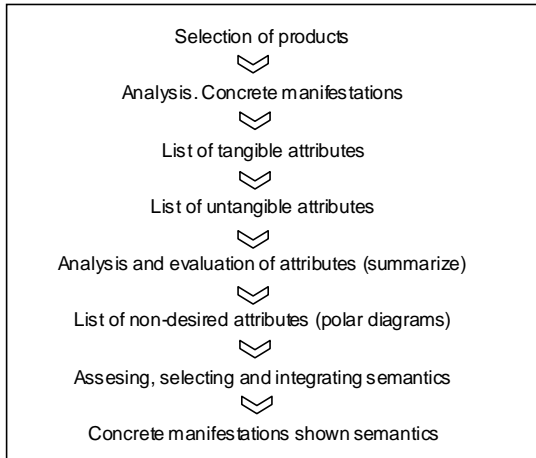 Selection of products
Analysis. Concrete manifestations
List of tangible attributes
List of untangible attributes
Analysis and evaluation of attributes (summarize)
List of non-desired attributes (polar diagrams)
Assesing, selecting and integrating semantics
Concrete manifestations shown semantics